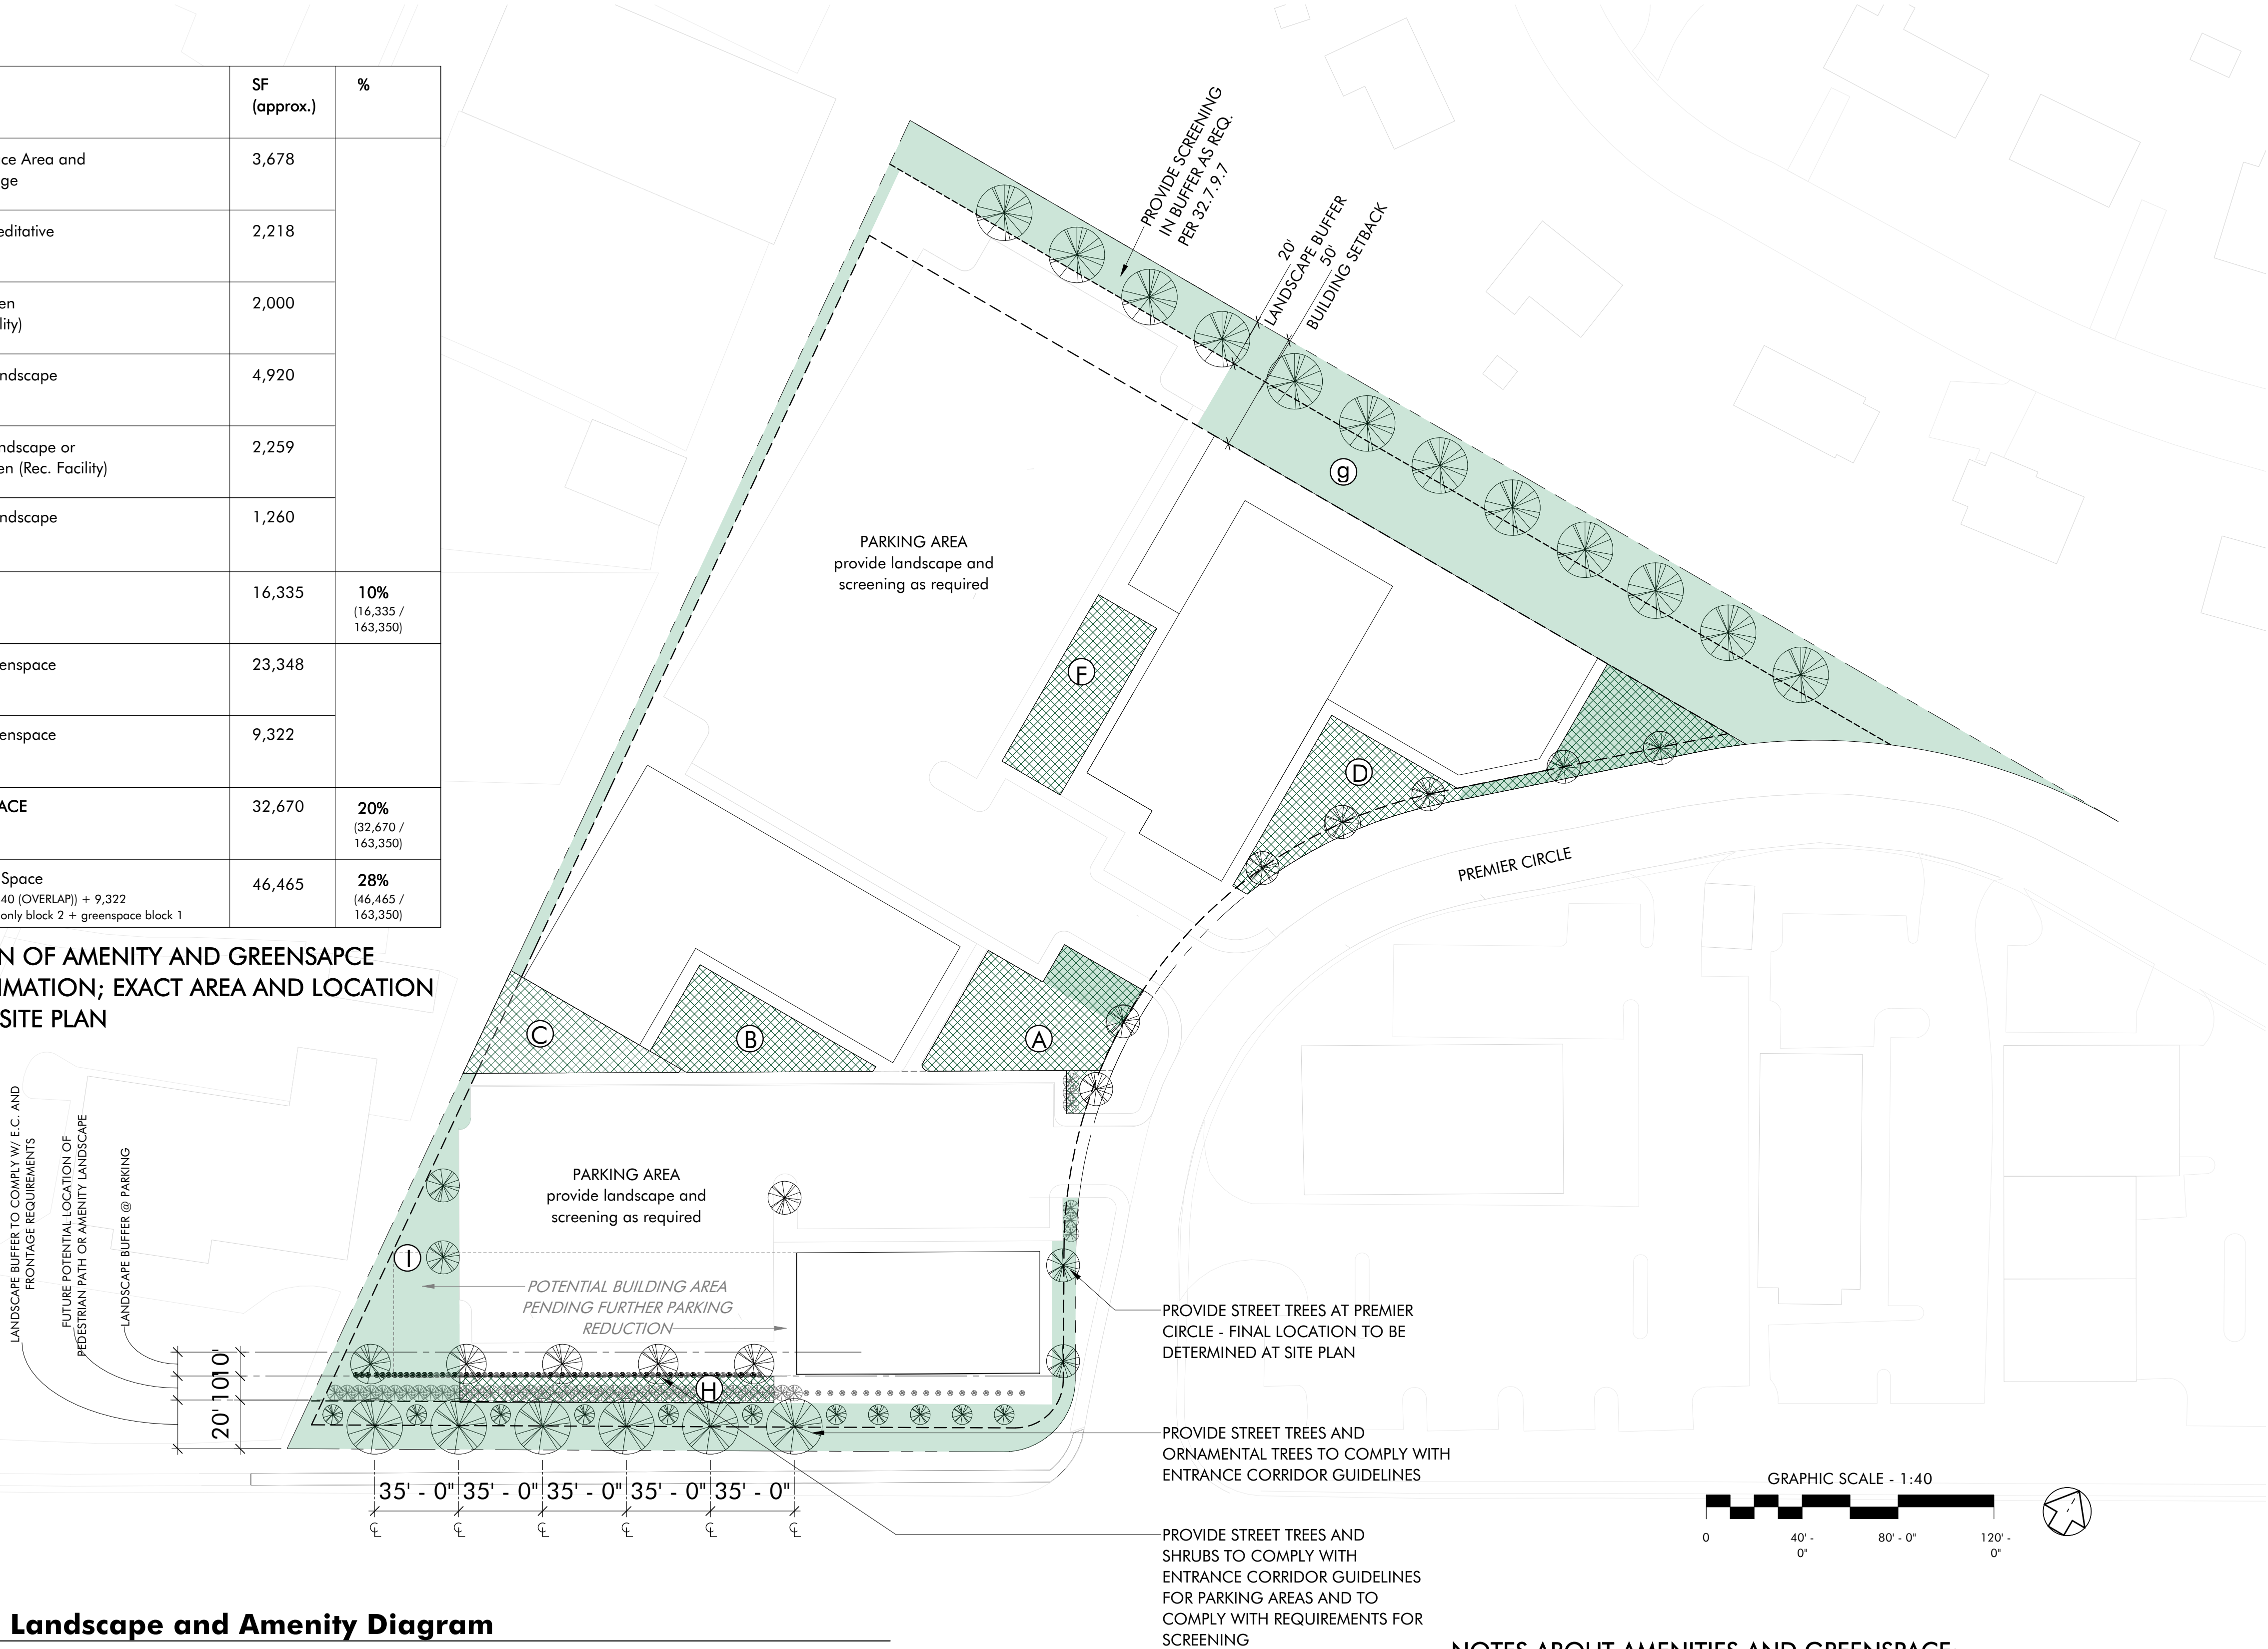 SF
(approx.)
%
ce Area and
ge
3,678
editative
2,218
en
lity)
2,000
ndscape
4,920
ndscape or
en (Rec. Facility)
2,259
ndscape
1,260
16,335
10%
(16,335 /
163,350)
enspace
23,348
enspace
9,322
ACE
32,670
20%
(32,670 /
163,350)
Space
40 (OVERLAP)) + 9,322
only block 2 + greenspace block 1
46,465
28%
(46,465 /
163,350)
N OF AMENITY AND GREENSAPCE
IMATION; EXACT AREA AND LOCATION
SITE PLAN
PROVIDE SCREENING
IN BUFFER AS REQ.
PER 32.7.9.7
20'
LANDSCAPE BUFFER
50'
BUILDING SETBACK
g
PARKING AREA
provide landscape and
screening as required
F
D
PREMIER CIRCLE
C
B
A
PARKING AREA
provide landscape and
screening as required
I
POTENTIAL BUILDING AREA
PENDING FURTHER PARKING
REDUCTION
H
LANDSCAPE BUFFER TO COMPLY W/ E.C. AND
FRONTAGE REQUIREMENTS
FUTURE POTENTIAL LOCATION OF
PEDESTRIAN PATH OR AMENITY LANDSCAPE
LANDSCAPE BUFFER @ PARKING
10'
10'
20'
35' - 0"
35' - 0"
35' - 0"
35' - 0"
35' - 0"
PROVIDE STREET TREES AT PREMIER
CIRCLE - FINAL LOCATION TO BE
DETERMINED AT SITE PLAN
PROVIDE STREET TREES AND
ORNAMENTAL TREES TO COMPLY WITH
ENTRANCE CORRIDOR GUIDELINES
PROVIDE STREET TREES AND
SHRUBS TO COMPLY WITH
ENTRANCE CORRIDOR GUIDELINES
FOR PARKING AREAS AND TO
COMPLY WITH REQUIREMENTS FOR
SCREENING
GRAPHIC SCALE - 1:40
0
40' -
0"
80' - 0"
120' -
0"
Landscape and Amenity Diagram
NOTES ABOUT AMENITIES AND GREENSPACE